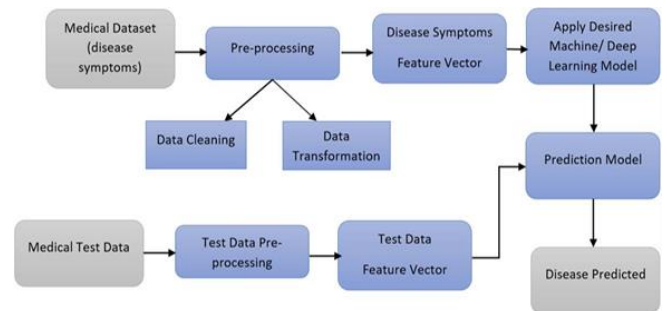 Medical Dataset
(disease
symptoms)
Pre-processing
Disease Symptoms
Feature Vector
Apply Desired
Machine/ Deep
Learning Model
Data Cleaning
Data
Transformation
Prediction Model
Medical Test Data
Test Data Pre-
processing
Test Data
Feature Vector
Disease Predicted